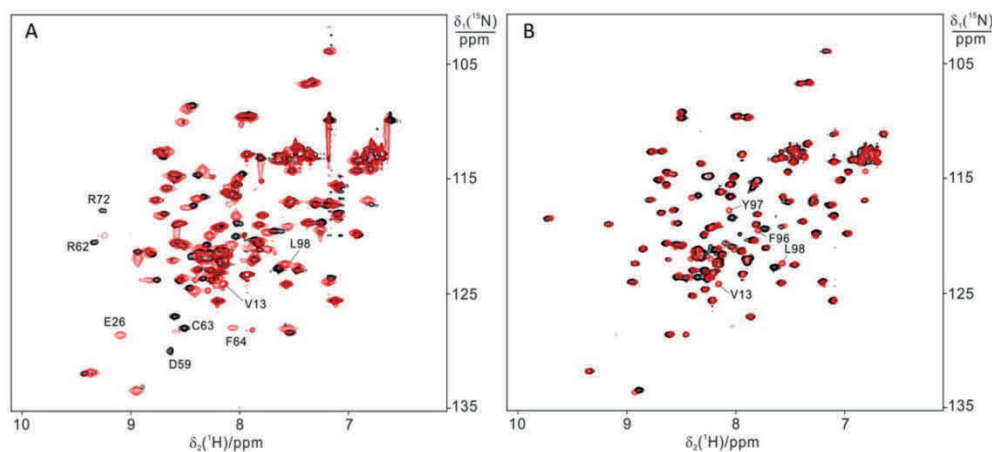 A
δ₁(¹⁵N)
ppm
105
115
125
135
R72
R62
L98
V13
E26
C63
F64
D59
10
9
8
7
δ₂(¹H)/ppm
B
δ₁(¹⁵N)
ppm
105
115
125
135
Y97
F96
L98
V13
10
9
8
7
δ₂(¹H)/ppm